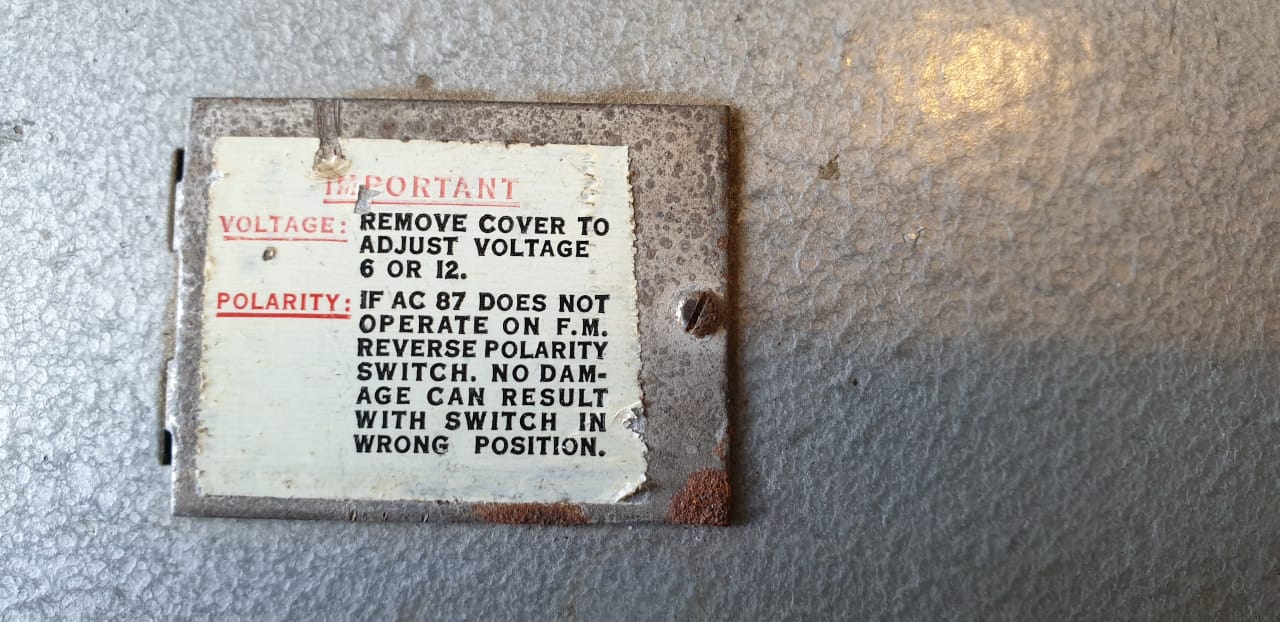 IMPORTANT
VOLTAGE: REMOVE COVER TO
ADJUST VOLTAGE
6 OR 12.
POLARITY: IF AC 87 DOES NOT
OPERATE ON F.M.
REVERSE POLARITY
SWITCH. NO DAM-
AGE CAN RESULT
WITH SWITCH IN
WRONG POSITION.